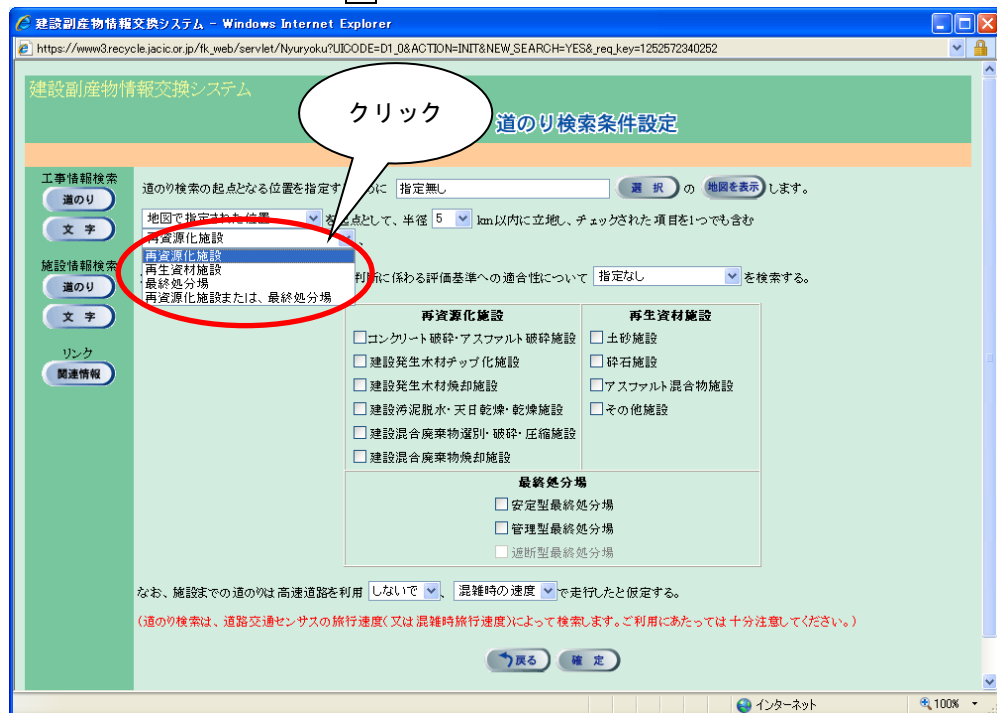 建設副産物情報交換システム - Windows Internet Explorer
https://www3.recycle.jacic.or.jp/fk_web/servlet/Nyuryoku?UICODE=D1_0&ACTION=INIT&NEW_SEARCH=YES&_req_key=1252572340252
建設副産物情報交換システム
クリック
道のり検索条件設定
工事情報検索
道のり
文 字
施設情報検索
道のり
文 字
リンク
関連情報
道のり検索の起点となる位置を指定す に 指定無し 選 択 の 地図を表示 します。
地図で指定された位置 を 起点として、半径 5 km以内に立地し、チェックされた項目を1つでも含む
再資源化施設 、
再資源化施設
再生資材施設
最終処分場
再資源化施設または、最終処分場
判断に係わる評価基準への適合性について 指定なし を検索する。
再資源化施設 再生資材施設
コンクリート破砕・アスファルト破砕施設 土砂施設
建設発生木材チップ化施設 砕石施設
建設発生木材焼却施設 アスファルト混合物施設
建設汚泥脱水・天日乾燥・乾燥施設 その他施設
建設混合廃棄物選別・破砕・圧縮施設
建設混合廃棄物焼却施設
最終処分場
安定型最終処分場
管理型最終処分場
遮断型最終処分場
なお、施設までの道のりは高速道路を利用 しないで 、 混雑時の速度 で走行したと仮定する。
(道のり検索は、道路交通センサスの旅行速度(又は混雑時旅行速度)によって検索します。ご利用にあたっては十分注意してください。)
戻る 確 定
インターネット 100%